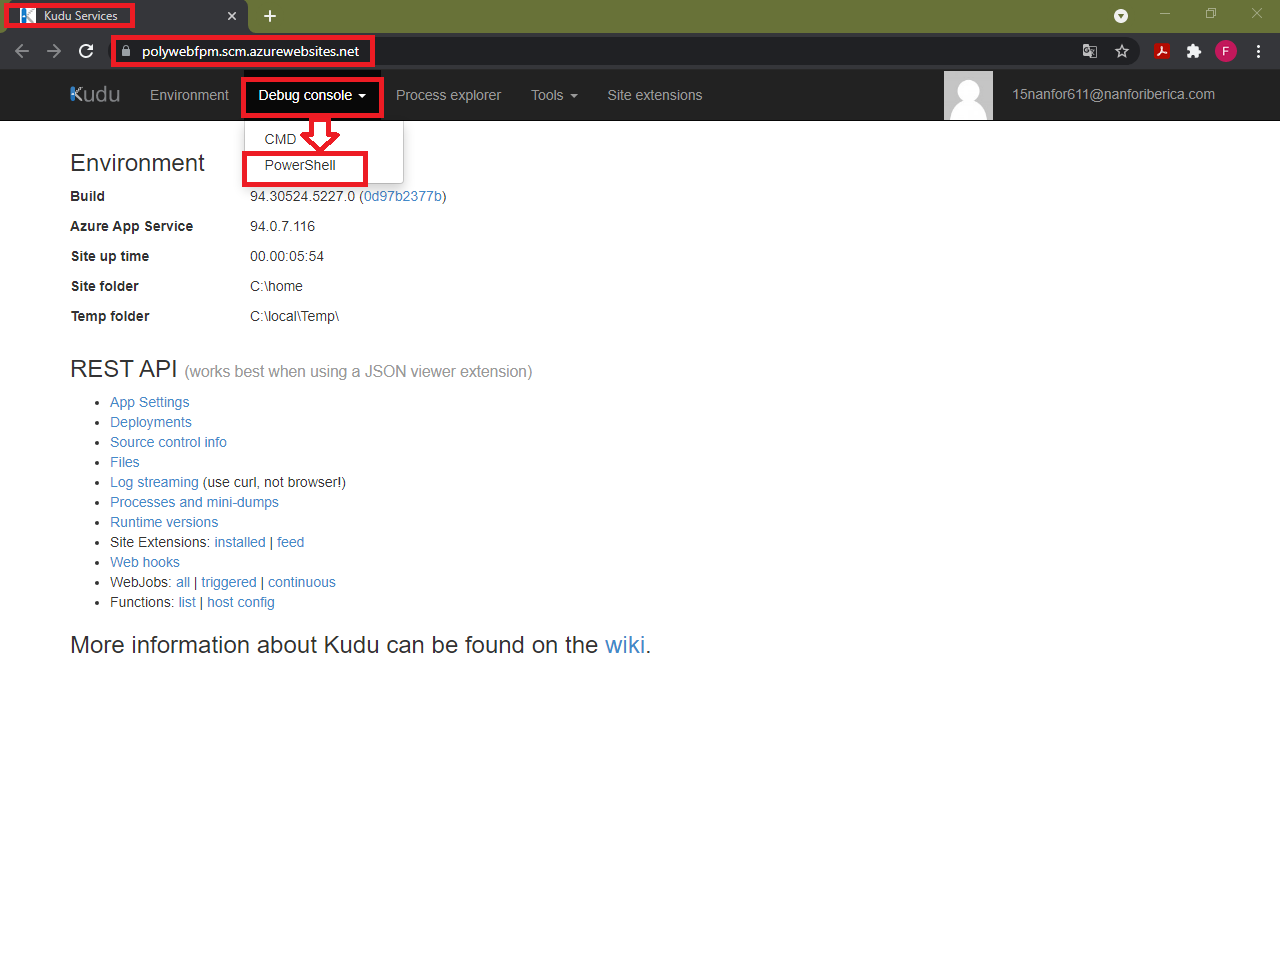 Kudu Services
polywebfpm.scm.azurewebsites.net
F
Kudu Environment Debug console Process explorer Tools Site extensions 15nanfor611@nanforiberica.com
CMD
PowerShell
Environment
Build 94.30524.5227.0 (0d97b2377b)
Azure App Service 94.0.7.116
Site up time 00.00:05:54
Site folder C:\home
Temp folder C:\local\Temp\
REST API (works best when using a JSON viewer extension)
• App Settings
• Deployments
• Source control info
• Files
• Log streaming (use curl, not browser!)
• Processes and mini-dumps
• Runtime versions
• Site Extensions: installed | feed
• Web hooks
• WebJobs: all | triggered | continuous
• Functions: list | host config
More information about Kudu can be found on the wiki.